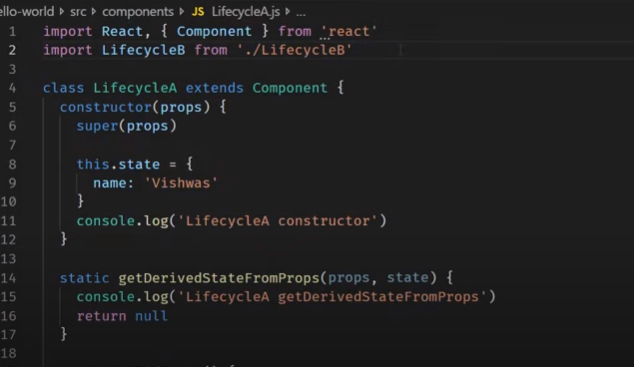 ello-world > src > components > JS LifecycleA.js > ...
1 import React, { Component } from 'react'
2 import LifecycleB from './LifecycleB'
3
4 class LifecycleA extends Component {
5 constructor(props) {
6 super(props)
7
8 this.state = {
9 name: 'Vishwas'
10 }
11 console.log('LifecycleA constructor')
12 }
13
14 static getDerivedStateFromProps(props, state) {
15 console.log('LifecycleA getDerivedStateFromProps')
16 return null
17 }
18